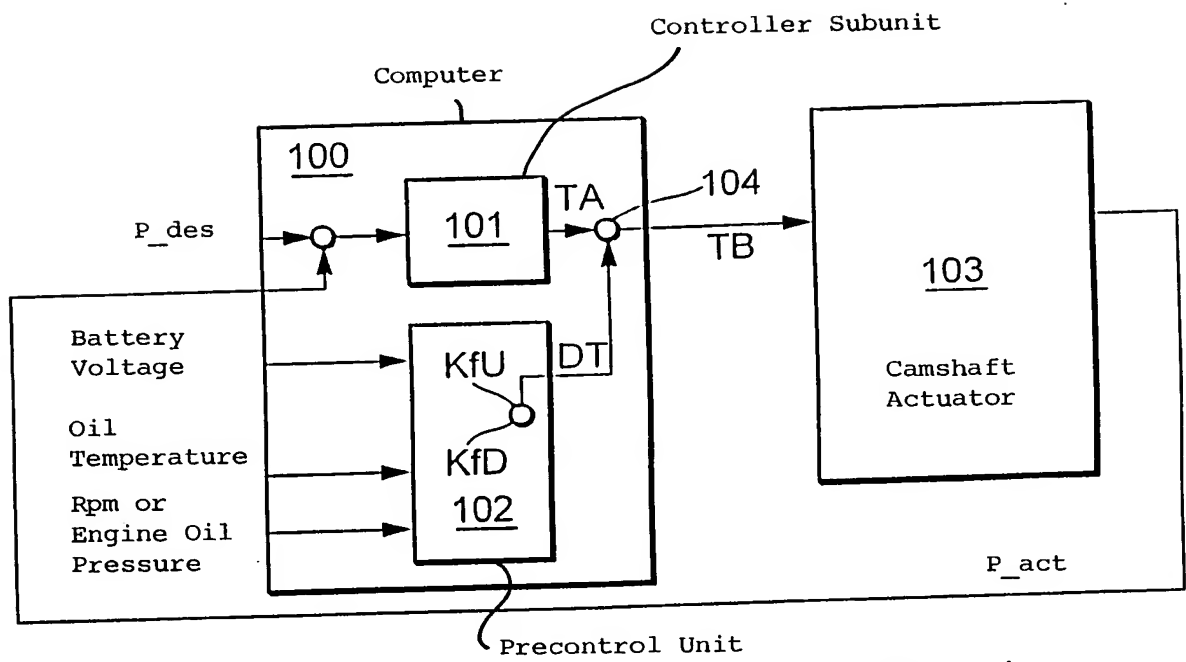 Controller Subunit
Computer
100
P_des
101
TA
104
TB
103
Camshaft
Actuator
Battery
Voltage
KfU
DT
Oil
Temperature
KfD
102
Rpm or
Engine Oil
Pressure
P_act
Precontrol Unit